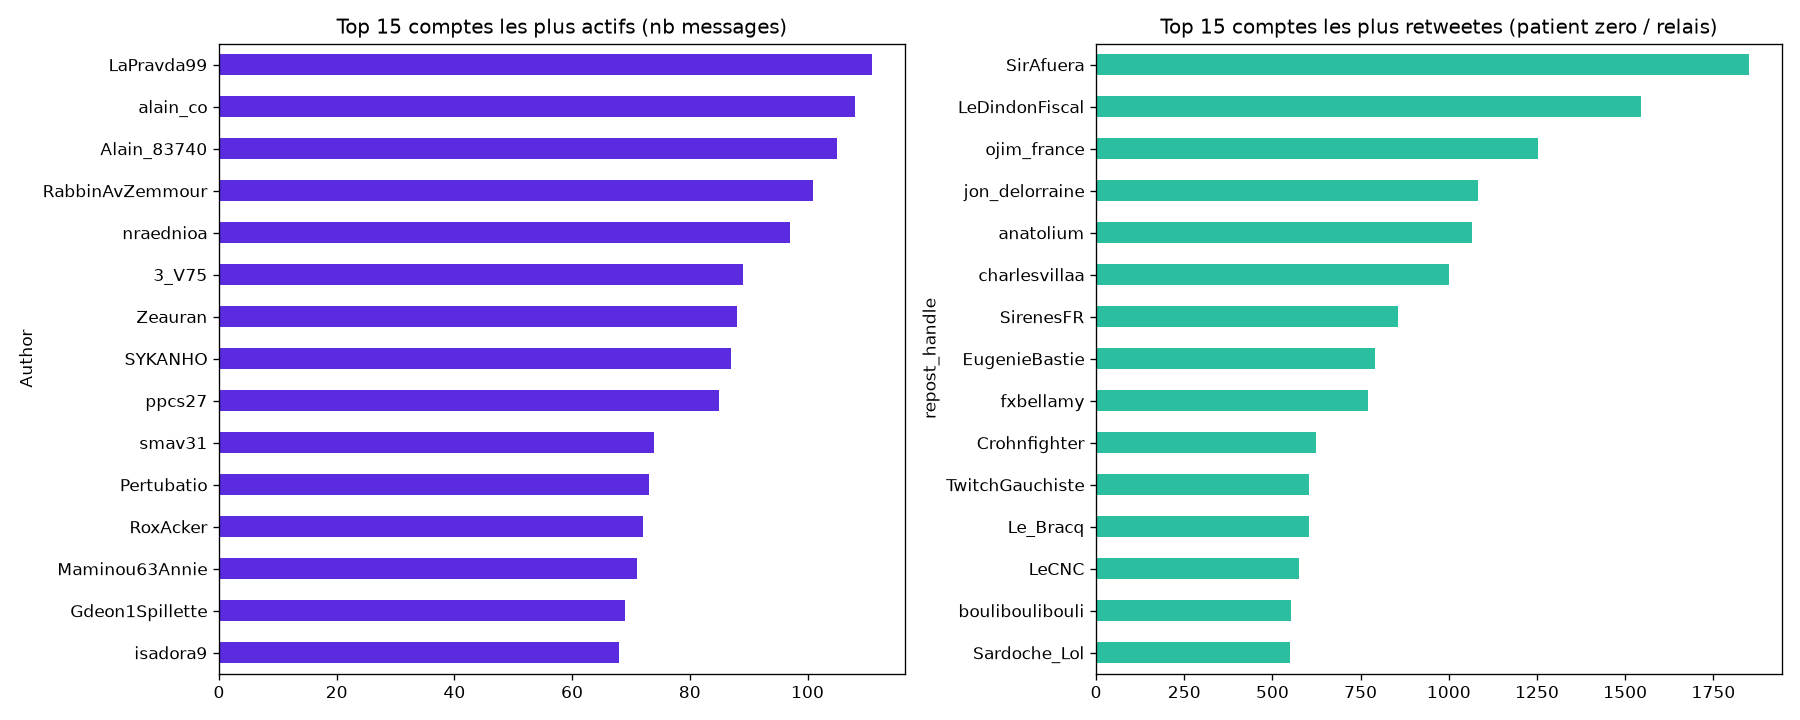 Top 15 comptes les plus actifs (nb messages)
Author
LaPravda99
alain_co
Alain_83740
RabbinAvZemmour
nraednioa
3_V75
Zeauran
SYKANHO
ppcs27
smav31
Pertubatio
RoxAcker
Maminou63Annie
Gdeon1Spillette
isadora9
0 20 40 60 80 100
Top 15 comptes les plus retweetes (patient zero / relais)
repost_handle
SirAfuera
LeDindonFiscal
ojim_france
jon_delorraine
anatolium
charlesvillaa
SirenesFR
EugenieBastie
fxbellamy
Crohnfighter
TwitchGauchiste
Le_Bracq
LeCNC
boulibouliboui
Sardoche_Lol
0 250 500 750 1000 1250 1500 1750